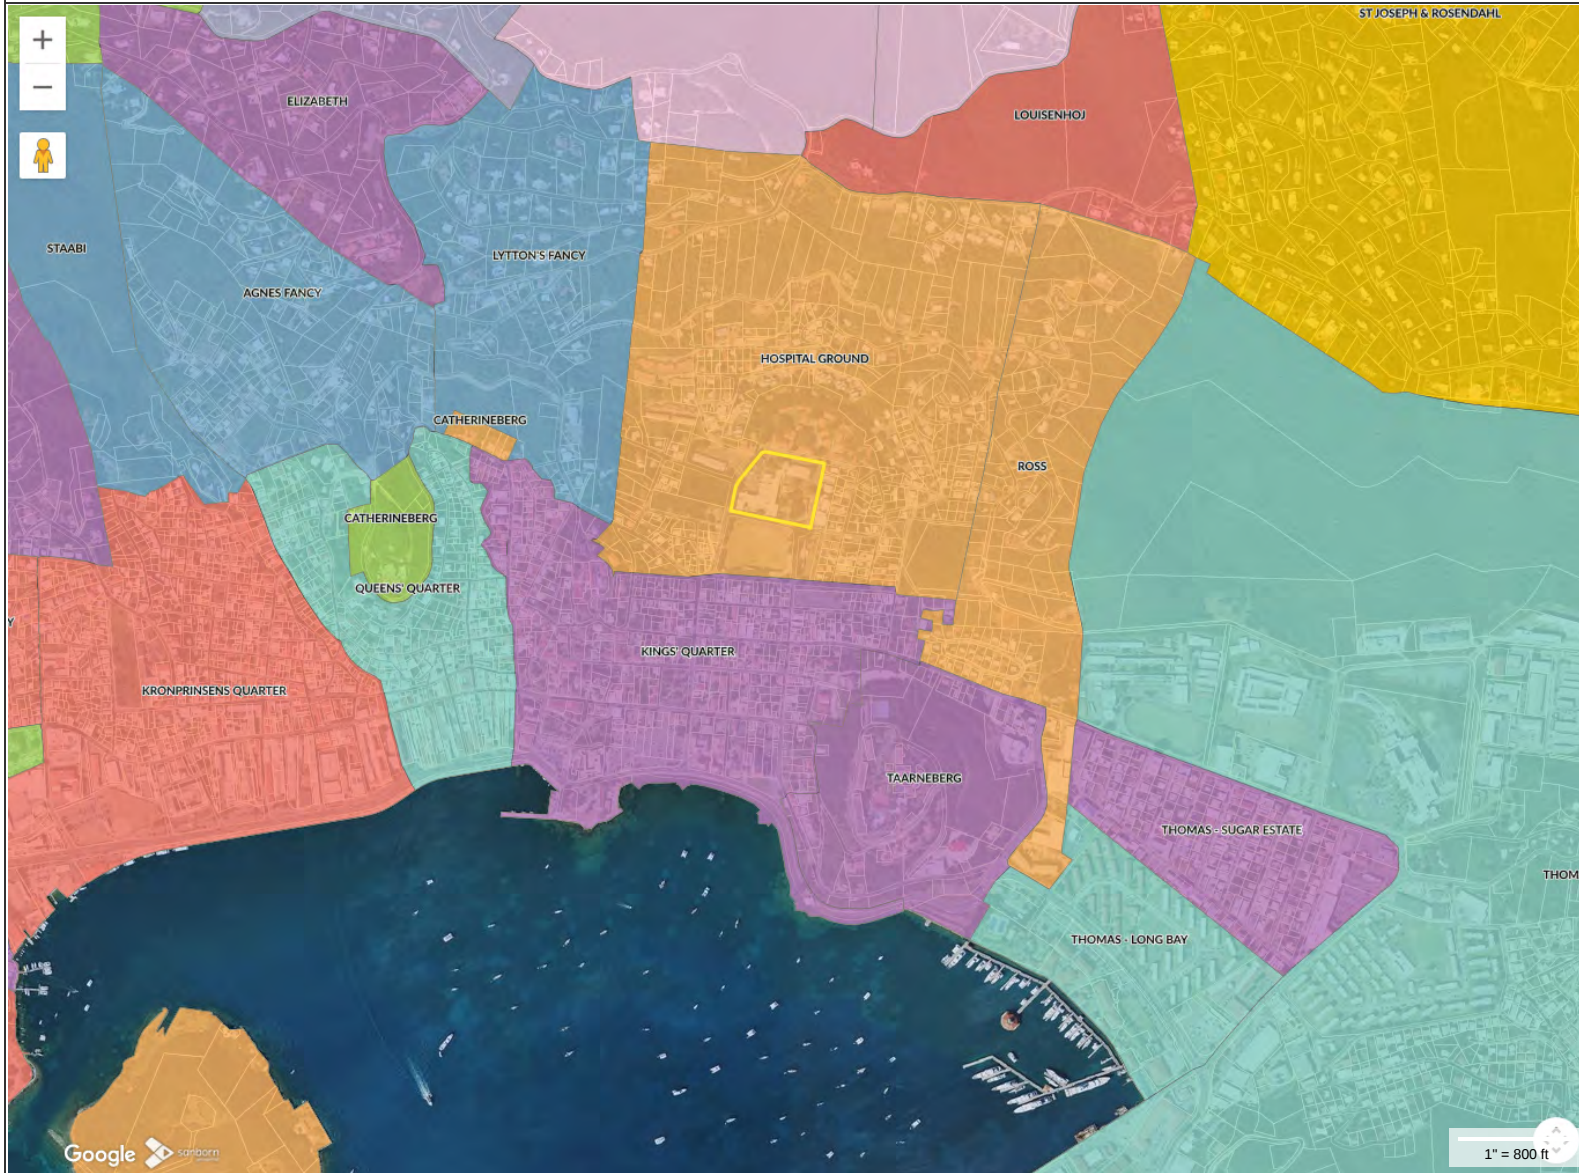 ST JOSEPH & ROSENDAHL
+
−
ELIZABETH
LOUISENHOJ
STAABI
LYTTON'S FANCY
AGNES FANCY
HOSPITAL GROUND
CATHERINEBERG
ROSS
CATHERINEBERG
QUEENS' QUARTER
Y
KINGS' QUARTER
KRONPRINSENS QUARTER
TAARNEBERG
THOMAS - SUGAR ESTATE
THOM
THOMAS - LONG BAY
Google
sanborn
1" = 800 ft